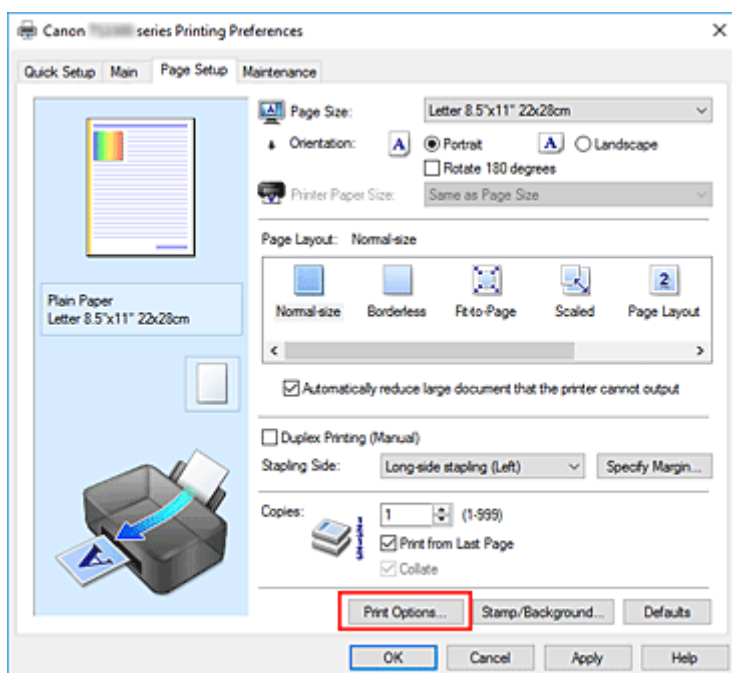 Canon series Printing Preferences
Quick Setup Main Page Setup Maintenance
Page Size: Letter 8.5"x11" 22x28cm
Orientation: A Portrait A Landscape
Rotate 180 degrees
Printer Paper Size: Same as Page Size
Page Layout: Normal-size
2
Normal-size Borderless Fit-to-Page Scaled Page Layout
Plain Paper
Letter 8.5"x11" 22x28cm
Automatically reduce large document that the printer cannot output
Duplex Printing (Manual)
Stapling Side: Long-side stapling (Left) Specify Margin...
Copies: 1 (1-999)
Print from Last Page
Collate
A
Print Options... Stamp/Background... Defaults
OK Cancel Apply Help